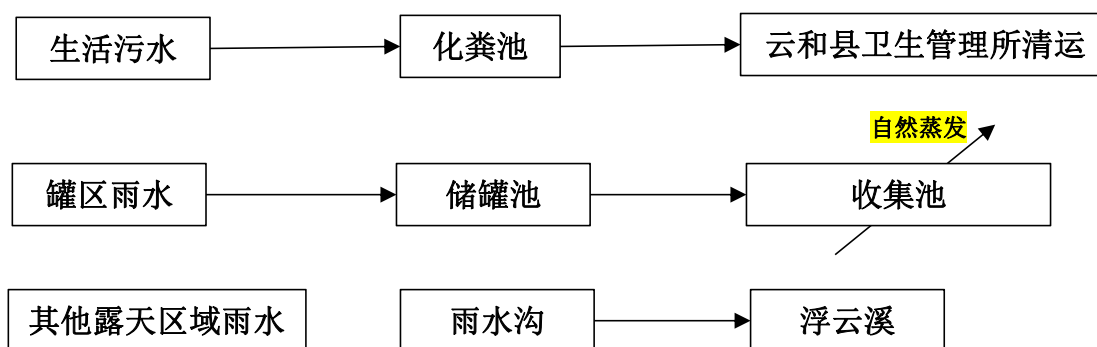 生活污水
化粪池
云和县卫生管理所清运
自然蒸发
罐区雨水
储罐池
收集池
其他露天区域雨水
雨水沟
浮云溪